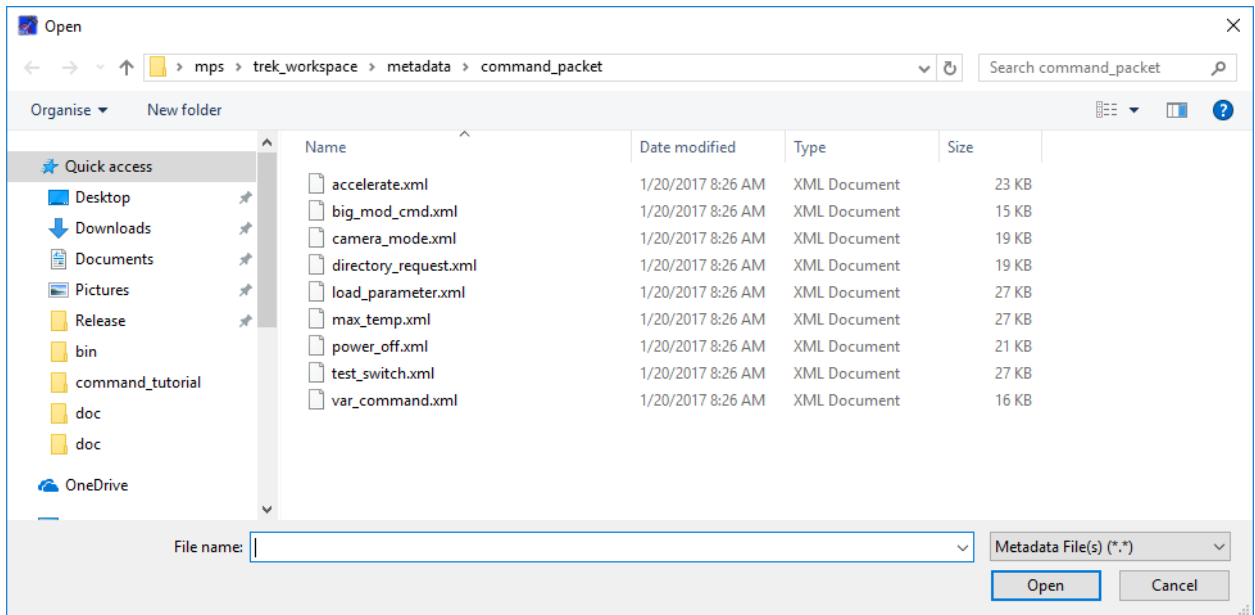 Open
mps > trek_workspace > metadata > command_packet
Search command_packet
Organise New folder
Quick access
Desktop
Downloads
Documents
Pictures
Release
bin
command_tutorial
doc
doc
OneDrive
Name Date modified Type Size
accelerate.xml 1/20/2017 8:26 AM XML Document 23 KB
big_mod_cmd.xml 1/20/2017 8:26 AM XML Document 15 KB
camera_mode.xml 1/20/2017 8:26 AM XML Document 19 KB
directory_request.xml 1/20/2017 8:26 AM XML Document 19 KB
load_parameter.xml 1/20/2017 8:26 AM XML Document 27 KB
max_temp.xml 1/20/2017 8:26 AM XML Document 27 KB
power_off.xml 1/20/2017 8:26 AM XML Document 21 KB
test_switch.xml 1/20/2017 8:26 AM XML Document 27 KB
var_command.xml 1/20/2017 8:26 AM XML Document 16 KB
File name: Metadata File(s) (*.*)
Open Cancel